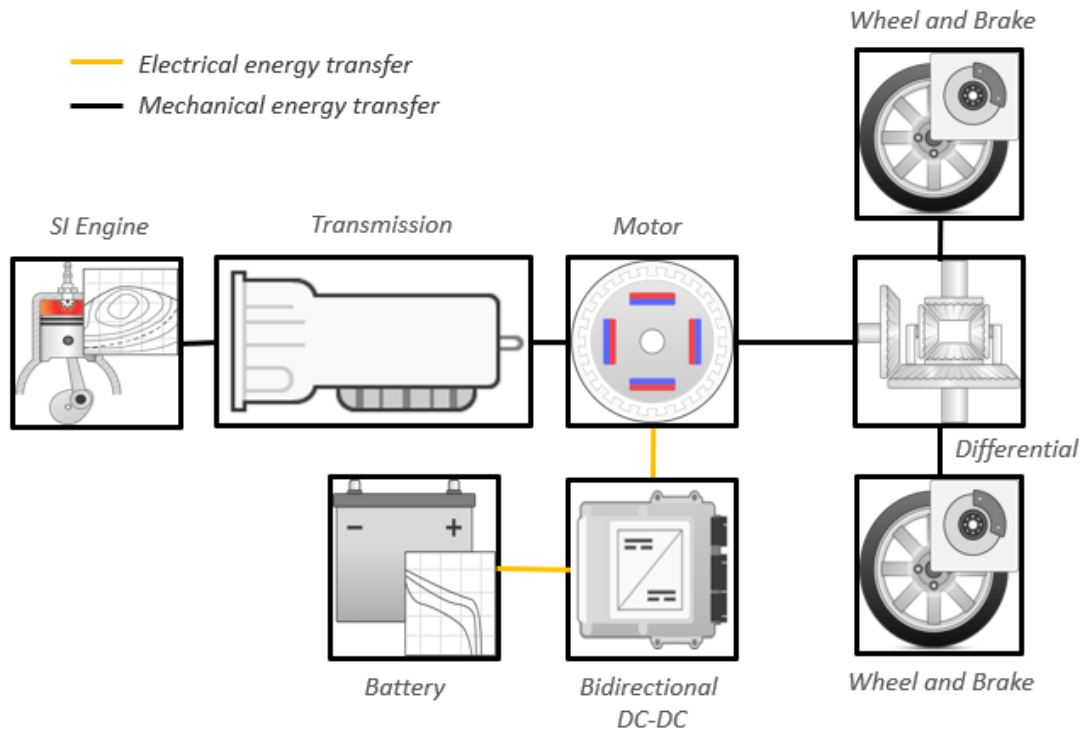 Wheel and Brake
Electrical energy transfer
Mechanical energy transfer
SI Engine
Transmission
Motor
Differential
Battery
Bidirectional
DC-DC
Wheel and Brake